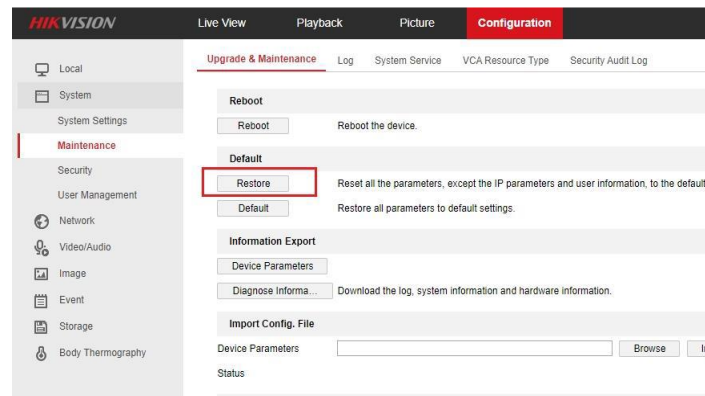 HIKVISION Live View Playback Picture Configuration
Local
System
System Settings
Maintenance
Security
User Management
Network
Video/Audio
Image
Event
Storage
Body Thermography
Upgrade & Maintenance Log System Service VCA Resource Type Security Audit Log
Reboot
Reboot Reboot the device.
Default
Restore Reset all the parameters, except the IP parameters and user information, to the default
Default Restore all parameters to default settings.
Information Export
Device Parameters
Diagnose Informa... Download the log, system information and hardware information.
Import Config. File
Device Parameters Browse
Status